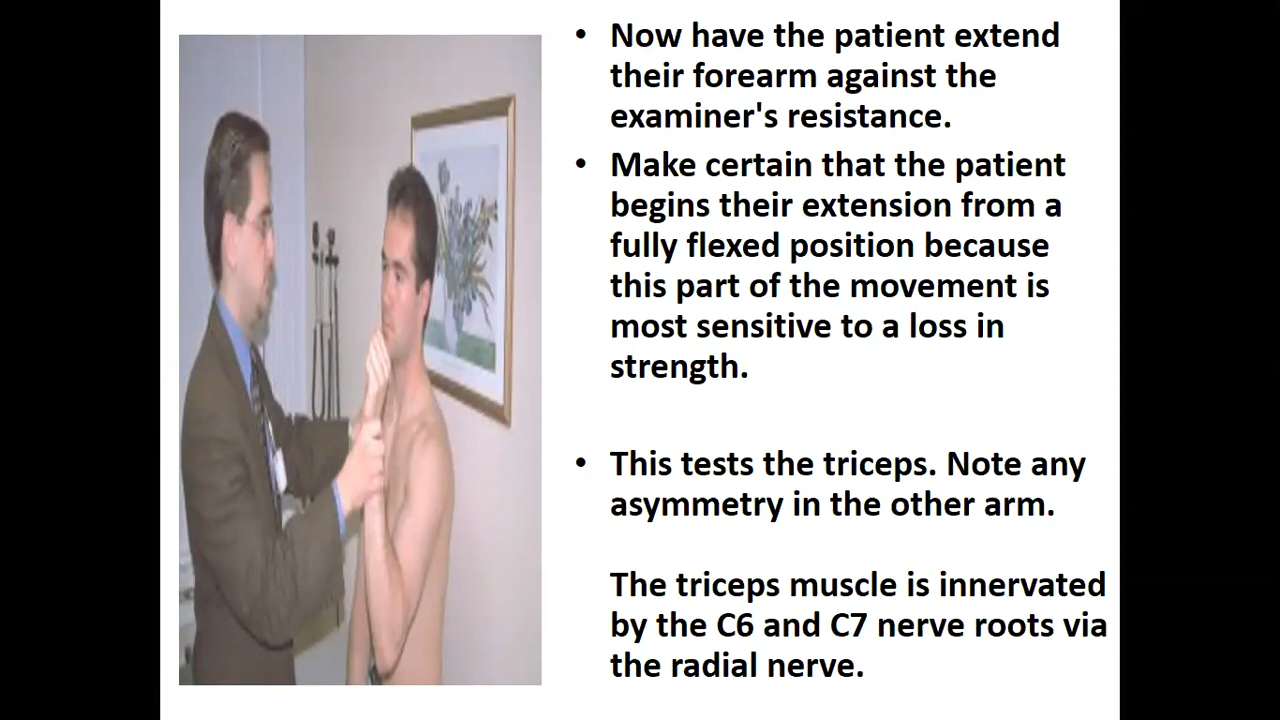 • Now have the patient extend
their forearm against the
examiner's resistance.
• Make certain that the patient
begins their extension from a
fully flexed position because
this part of the movement is
most sensitive to a loss in
strength.
• This tests the triceps. Note any
asymmetry in the other arm.
The triceps muscle is innervated
by the C6 and C7 nerve roots via
the radial nerve.